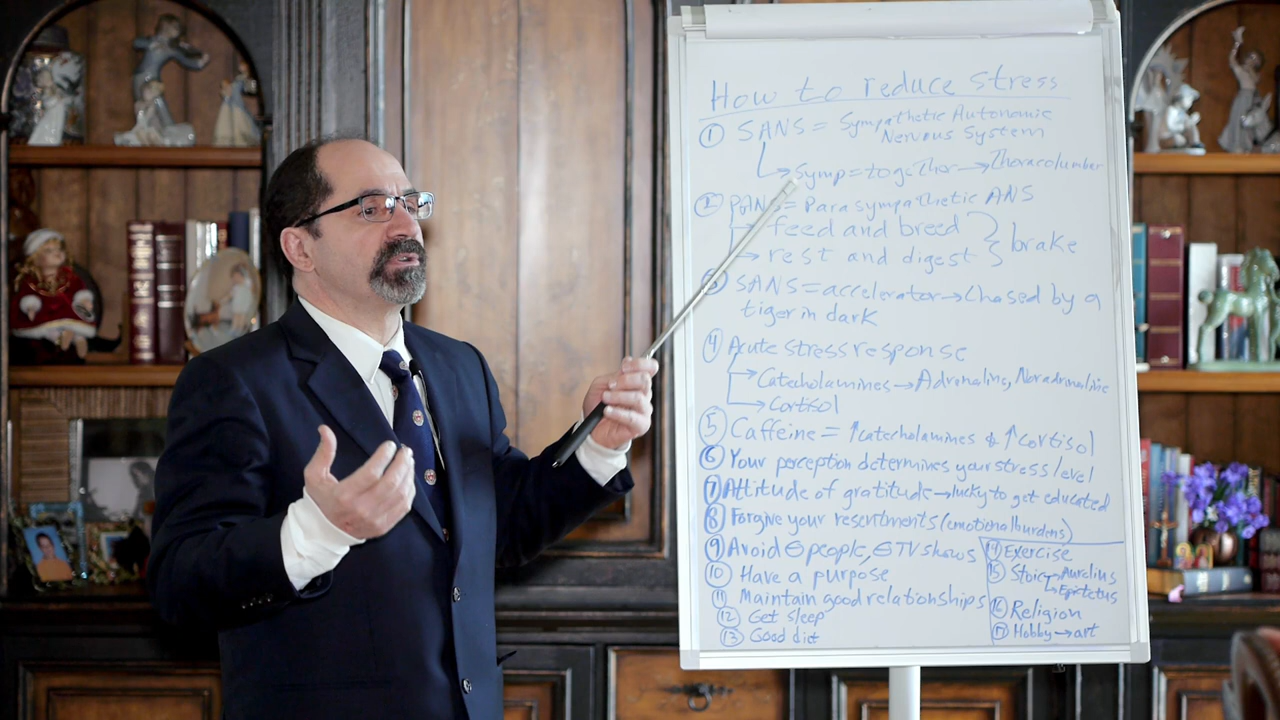 How to reduce stress
① SANS = Sympathetic Autonomic
Nervous System
↳ Symp = together → Thoracolumbar
② PANS = Parasympathetic ANS
→ feed and breed
→ rest and digest } brake
③ SANS = accelerator → Chased by a
tiger in dark
④ Acute stress response
→ Catecholamines → Adrenaline, Noradrenaline
→ Cortisol
⑤ Caffeine = ↑catecholamines & ↑cortisol
⑥ Your perception determines your stress level
⑦ Attitude of gratitude → lucky to get educated
⑧ Forgive your resentments (emotional burdens)
⑨ Avoid ⊖ people, ⊖ TV shows
⑩ Have a purpose
⑪ Maintain good relationships
⑫ Get sleep
⑬ Good diet
⑭ Exercise
⑮ Stoic → Aurelius
↳ Epictetus
⑯ Religion
⑰ Hobby → art